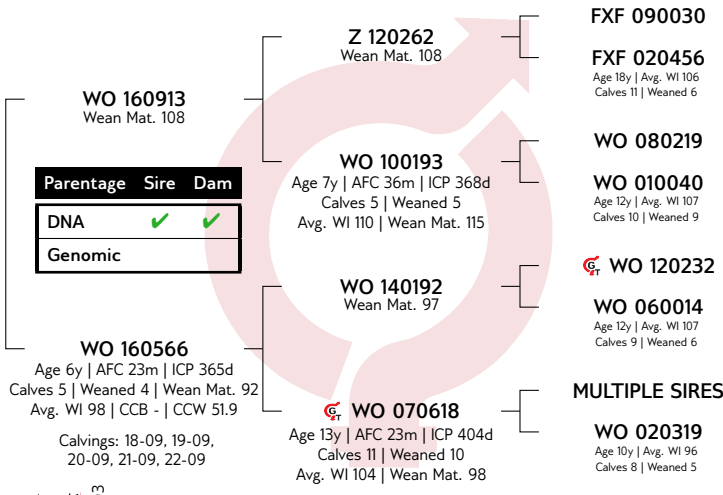 FXF 090030
Z 120262
Wean Mat. 108
FXF 020456
Age 18y | Avg. WI 106
Calves 11 | Weaned 6
WO 160913
Wean Mat. 108
WO 080219
WO 100193
Age 7y | AFC 36m | ICP 368d
Calves 5 | Weaned 5
Avg. WI 110 | Wean Mat. 115
WO 010040
Age 12y | Avg. WI 107
Calves 10 | Weaned 9
Parentage Sire Dam
DNA ✔ ✔
Genomic
GT WO 120232
WO 140192
Wean Mat. 97
WO 060014
Age 12y | Avg. WI 107
Calves 9 | Weaned 6
WO 160566
Age 6y | AFC 23m | ICP 365d
Calves 5 | Weaned 4 | Wean Mat. 92
Avg. WI 98 | CCB - | CCW 51.9
Calvings: 18-09, 19-09,
20-09, 21-09, 22-09
MULTIPLE SIRES
GT WO 070618
Age 13y | AFC 23m | ICP 404d
Calves 11 | Weaned 10
Avg. WI 104 | Wean Mat. 98
WO 020319
Age 10y | Avg. WI 96
Calves 8 | Weaned 5